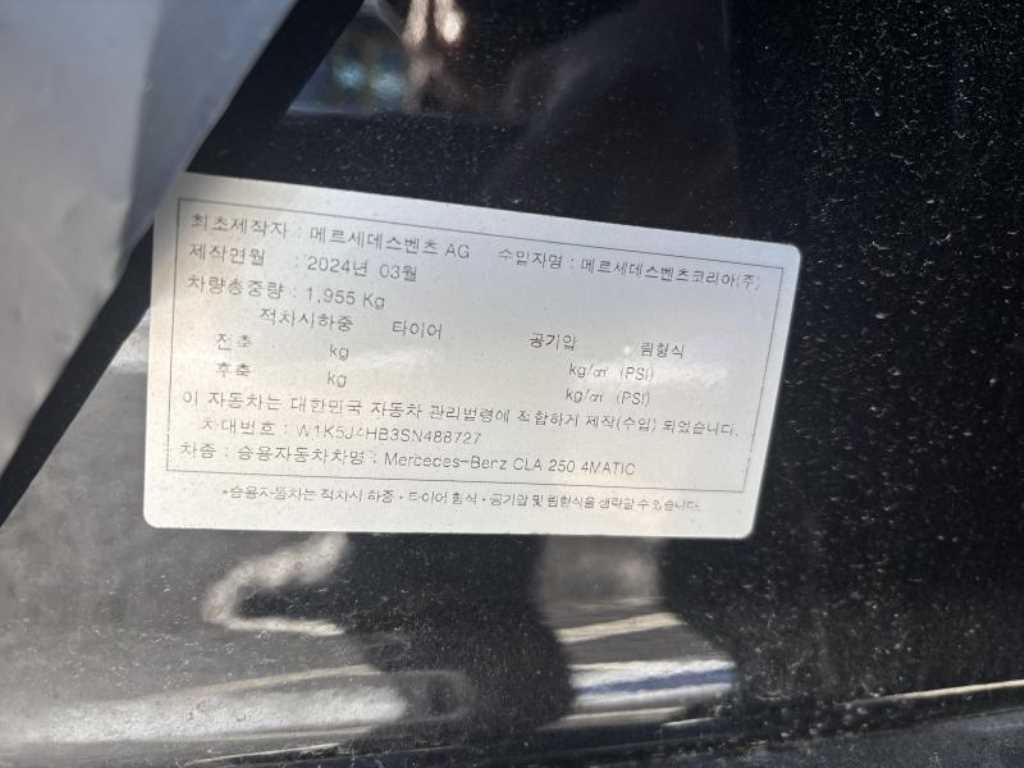 최초제작자 : 메르세데스벤츠 AG 수입자명 : 메르세데스벤츠코리아(주)
제작연월 : 2024년 03월
차량총중량 : 1,955 Kg
적차시하중 타이어 공기압 림형식
전축 kg kg/㎠ (PSI)
후축 kg kg/㎠ (PSI)
이 자동차는 대한민국 자동차 관리법령에 적합하게 제작(수입) 되었습니다.
차대번호 : W1K5J4HB3SN488727
차종 : 승용자동차차명 : Mercedes-Benz CLA 250 4MATIC
*승용자동차는 적차시 하중·타이어 형식·공기압 및 림형식을 생략할 수 있습니다.